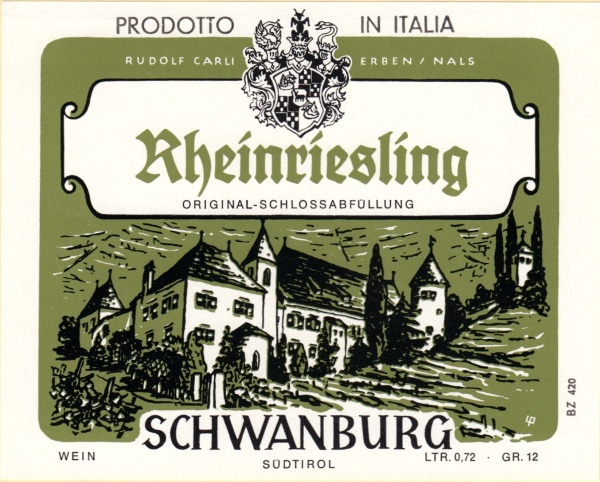 PRODOTTO IN ITALIA
RUDOLF CARLI ERBEN / NALS
Rheinriesling
ORIGINAL-SCHLOSSABFÜLLUNG
BZ 420
SCHWANBURG
WEIN
SÜDTIROL
LTR. 0,72 · GR. 12